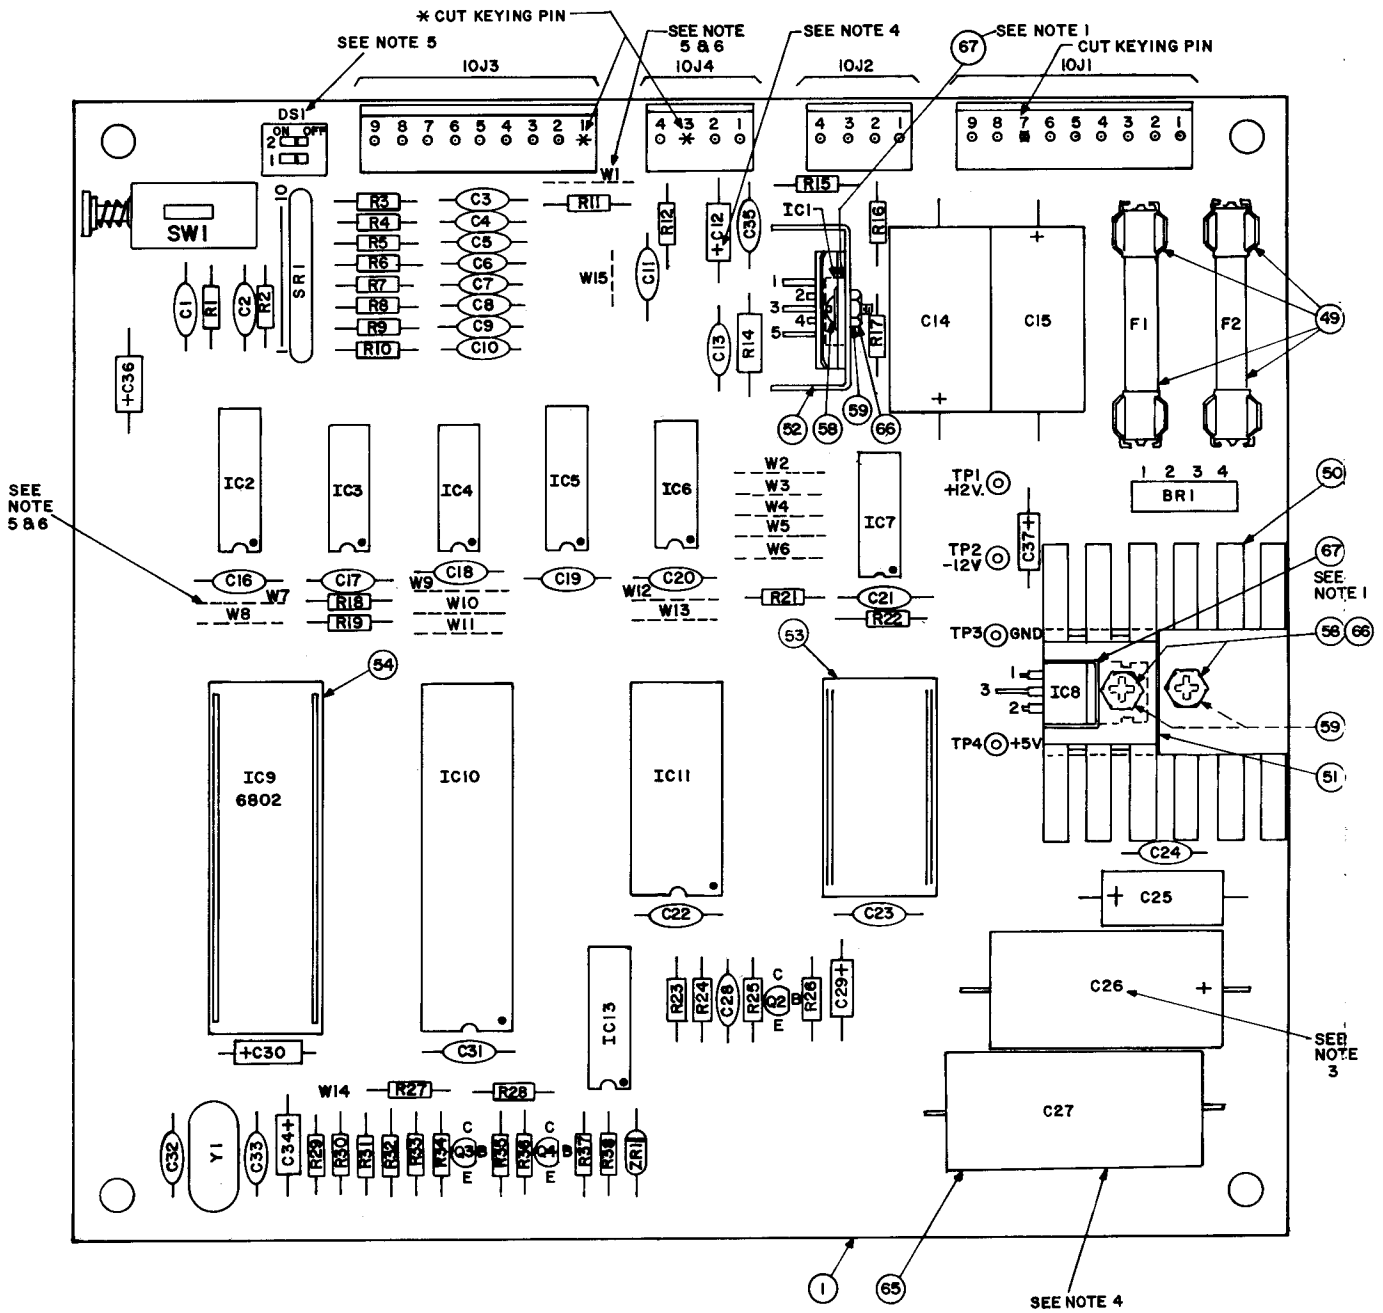 * CUT KEYING PIN
SEE NOTE 5
SEE NOTE
5 & 6
SEE NOTE 4
67
SEE NOTE 1
CUT KEYING PIN
10J3
10J4
10J2
10J1
DS1
ON OFF
2
1
9 8 7 6 5 4 3 2 1
*
4 3 2 1
*
4 3 2 1
9 8 7 6 5 4 3 2 1
SW1
10
SR1
1
R3
R4
R5
R6
R7
R8
R9
R10
C3
C4
C5
C6
C7
C8
C9
C10
W1
R11
W15
R12
C11
+C12
C35
C13
R14
R15
IC1
1
2
3
4
5
R16
R17
C14
+
C15
+
F1
F2
49
C1
R1
C2
R2
+C36
52
58
59
66
IC2
IC3
IC4
IC5
IC6
W2
W3
W4
W5
W6
IC7
TP1
+12V.
TP2
-12V
C37+
1 2 3 4
BR1
50
SEE
NOTE
5 & 6
C16
W7
W8
C17
R18
R19
C18
W9
W10
W11
C19
C20
W12
W13
R21
C21
R22
67
SEE
NOTE 1
TP3 GND
58 66
1
3
2
IC8
TP4 +5V
59
51
53
54
IC9
6802
IC10
IC11
C22
C23
C24
+ C25
C26 +
SEE
NOTE
3
IC13
R23
R24
C28
R25
C
Q2 B
E
R26
C29+
+C30
C31
C27
W14
R27
R28
C32
Y1
C33
C34+
R29
R30
R31
R32
R33
R34
C
Q3 B
E
R35
R36
C
Q4 B
E
R37
R38
ZR1
1
65
SEE NOTE 4